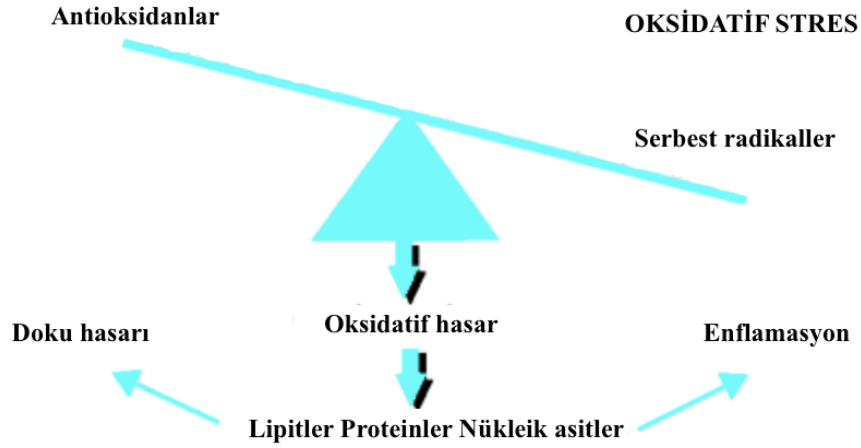 Antioksidanlar
OKSİDATİF STRES
Serbest radikaller
Oksidatif hasar
Doku hasarı
Enflamasyon
Lipitler Proteinler Nükleik asitler